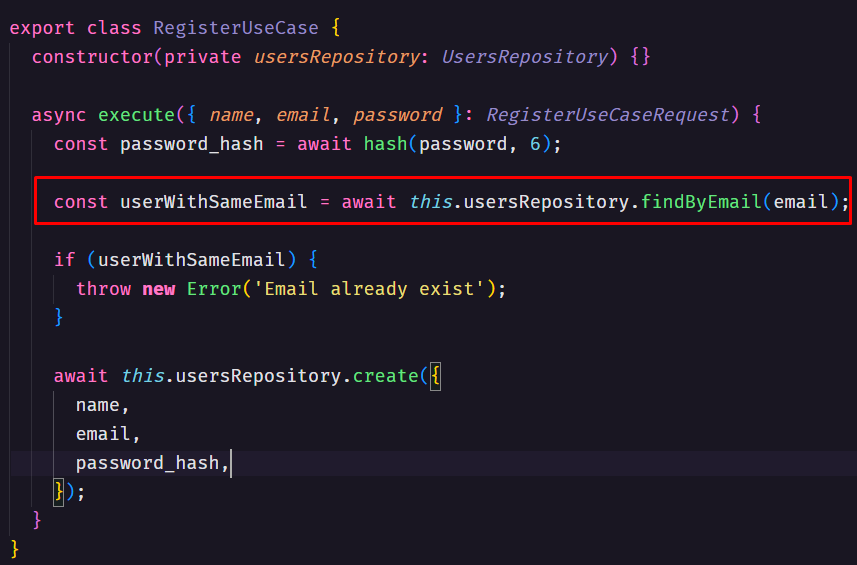 export class RegisterUseCase {
constructor(private usersRepository: UsersRepository) {}
async execute({ name, email, password }: RegisterUseCaseRequest) {
const password_hash = await hash(password, 6);
const userWithSameEmail = await this.usersRepository.findByEmail(email);
if (userWithSameEmail) {
throw new Error('Email already exist');
}
await this.usersRepository.create({
name,
email,
password_hash,
});
}
}